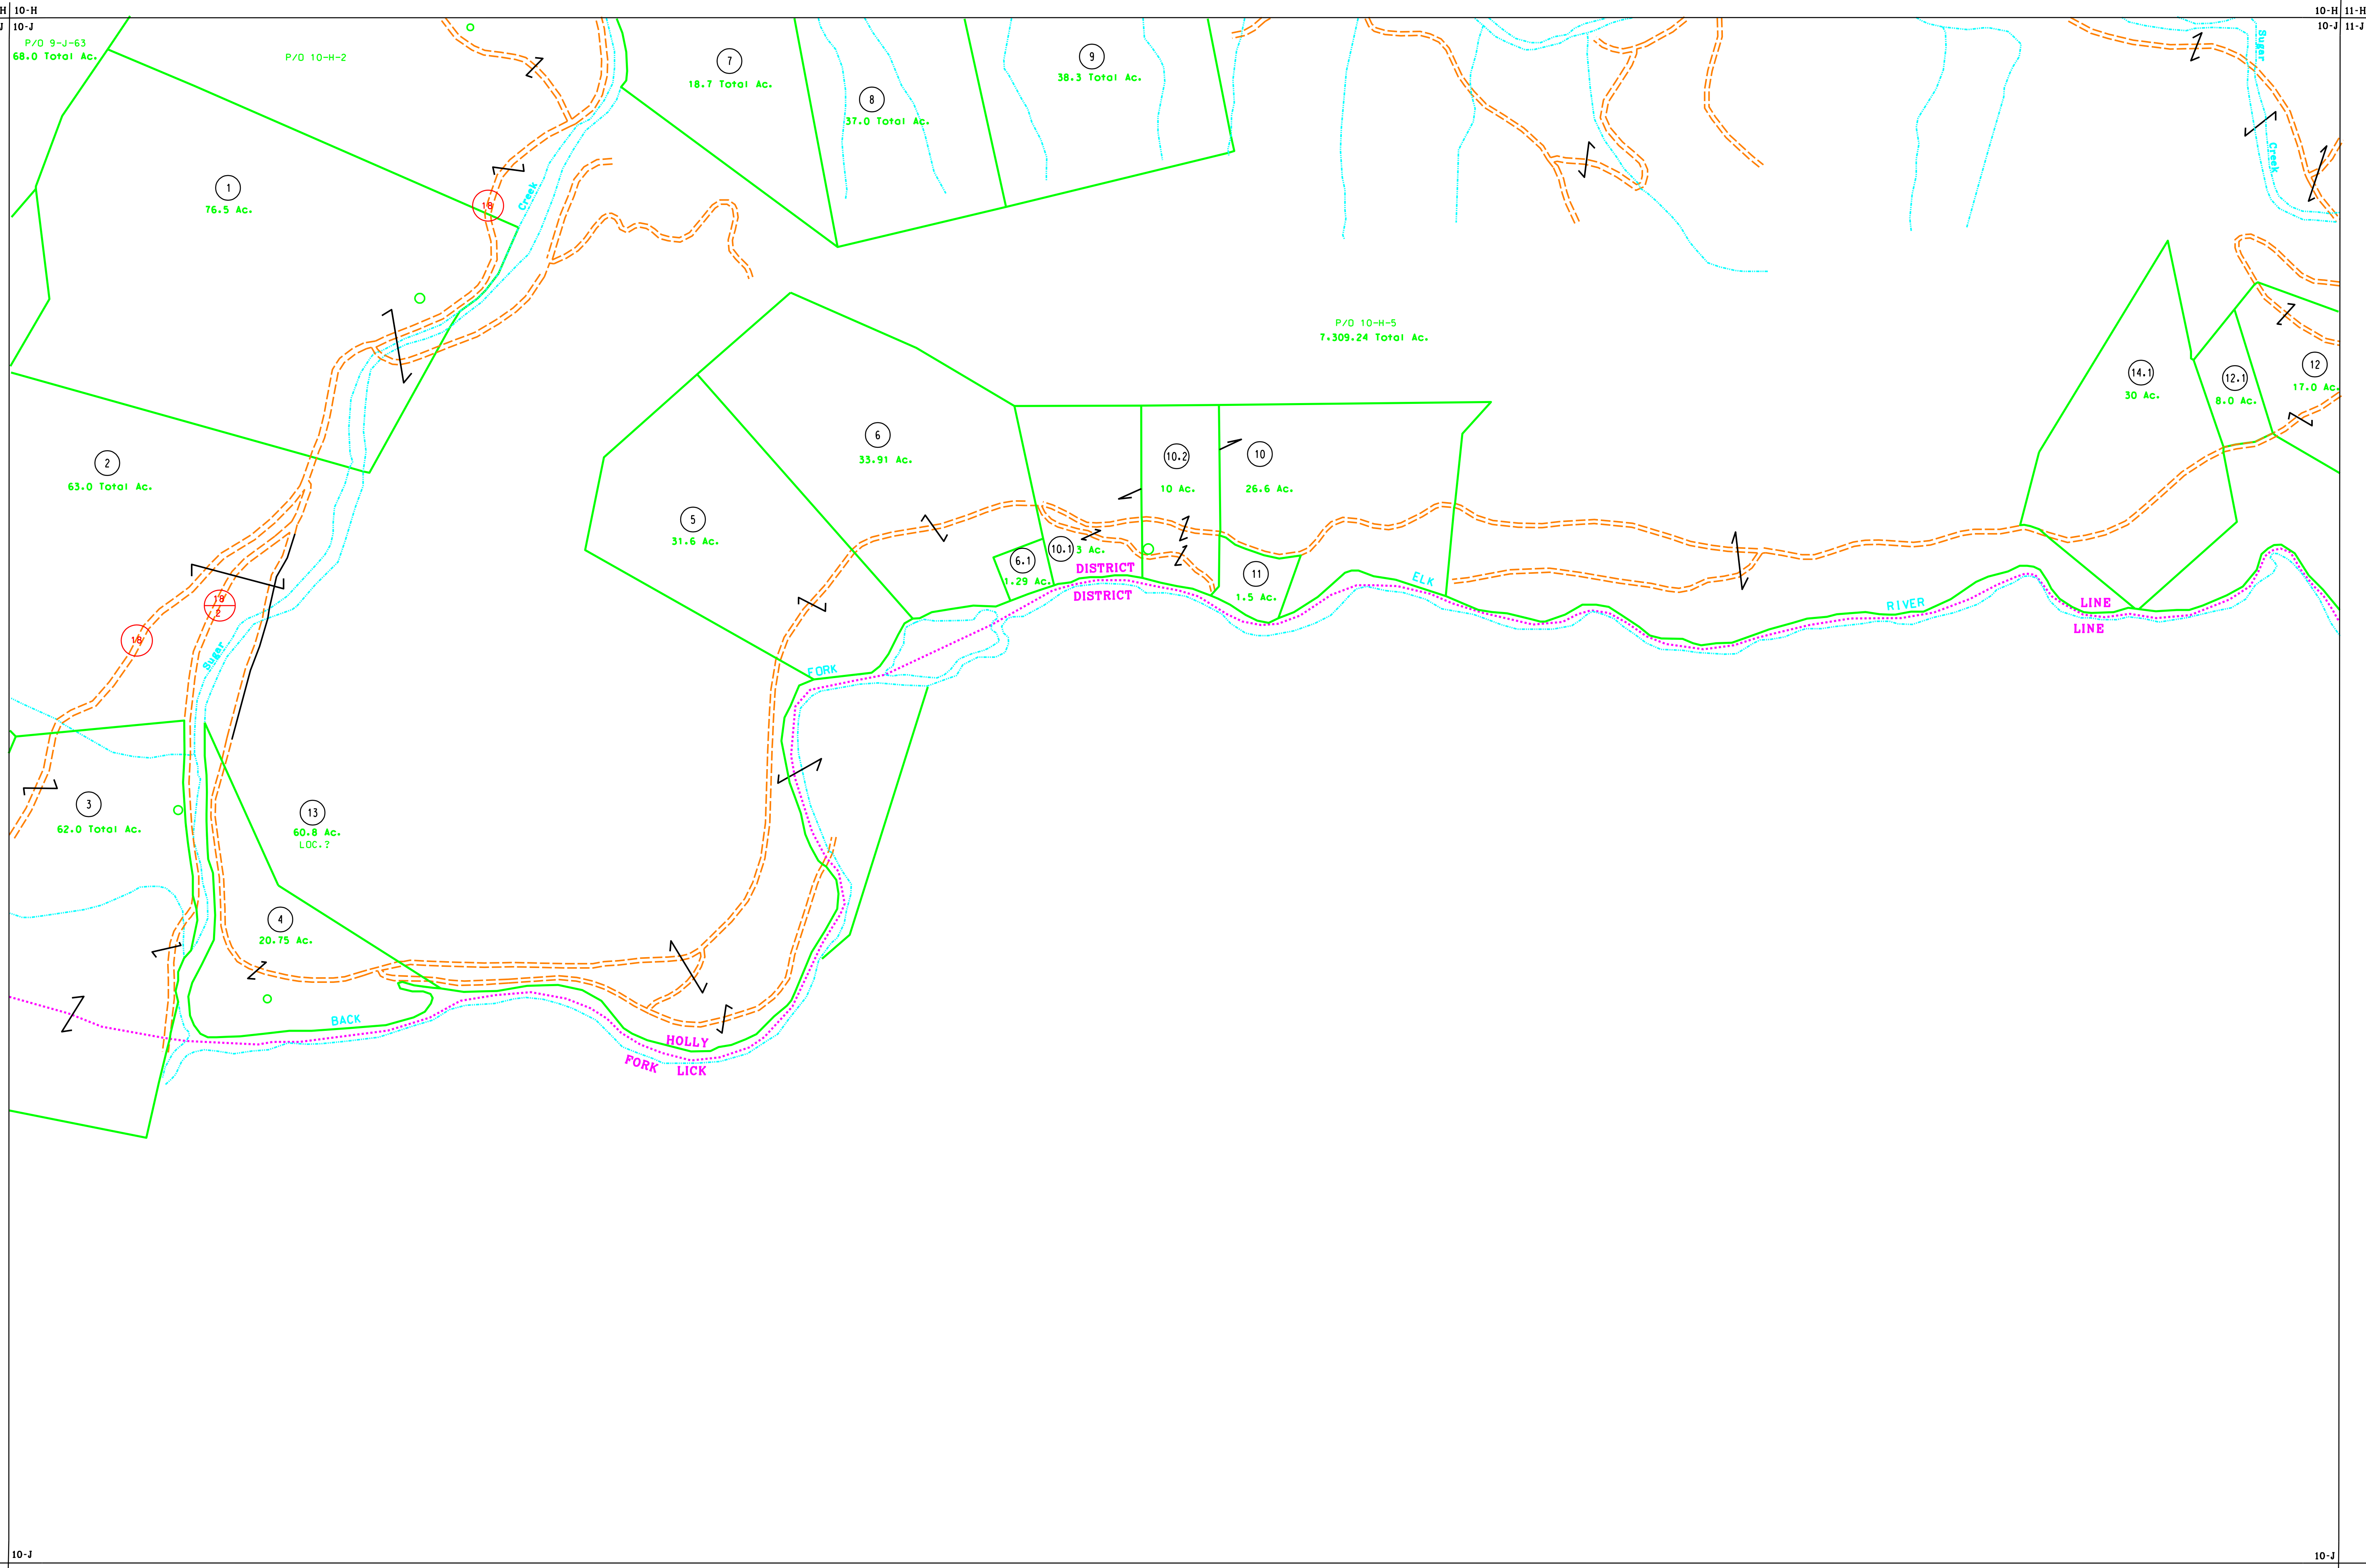 H 10-H
10-H 11-H
J 10-J
10-J 11-J
P/O 9-J-63
68.0 Total Ac.
P/O 10-H-2
7
18.7 Total Ac.
8
37.0 Total Ac.
9
38.3 Total Ac.
Sugar
Creek
1
76.5 Ac.
18
Creek
P/O 10-H-5
7,309.24 Total Ac.
14.1
30 Ac.
12.1
8.0 Ac.
12
17.0 Ac.
2
63.0 Total Ac.
6
33.91 Ac.
10.2
10 Ac.
10
26.6 Ac.
5
31.6 Ac.
10.1
3 Ac.
6.1
1.29 Ac.
11
1.5 Ac.
DISTRICT
DISTRICT
ELK
RIVER
LINE
LINE
18
2
18
Sugar
FORK
3
62.0 Total Ac.
13
60.8 Ac.
LOC.?
4
20.75 Ac.
BACK
HOLLY
FORK LICK
10-J
10-J